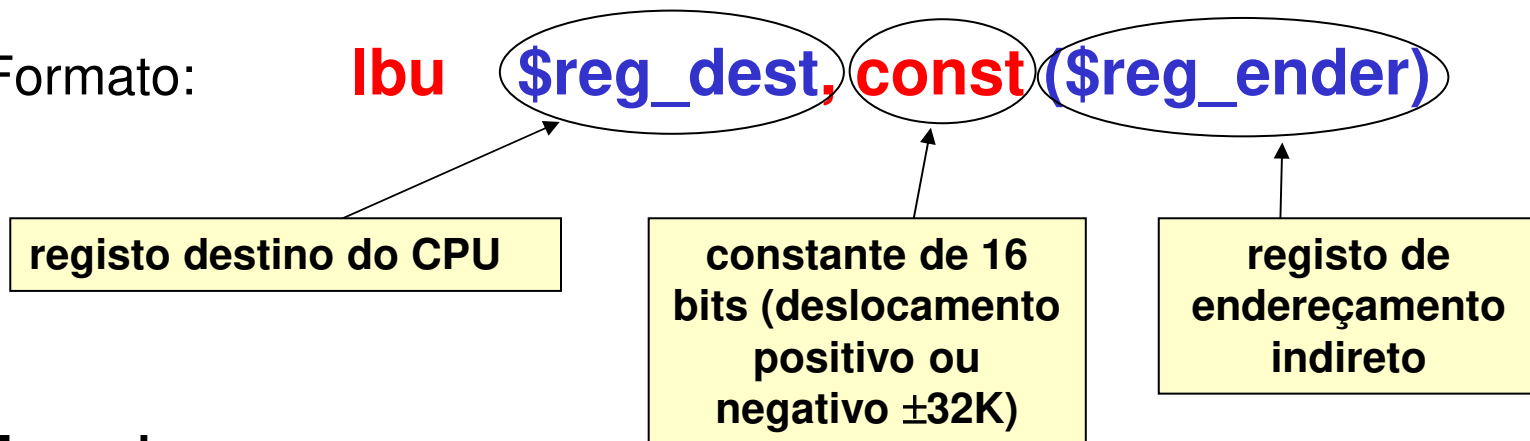 Formato: lbu $reg_dest, const ($reg_ender)
registo destino do CPU
constante de 16
bits (deslocamento
positivo ou
negativo ±32K)
registo de
endereçamento
indireto